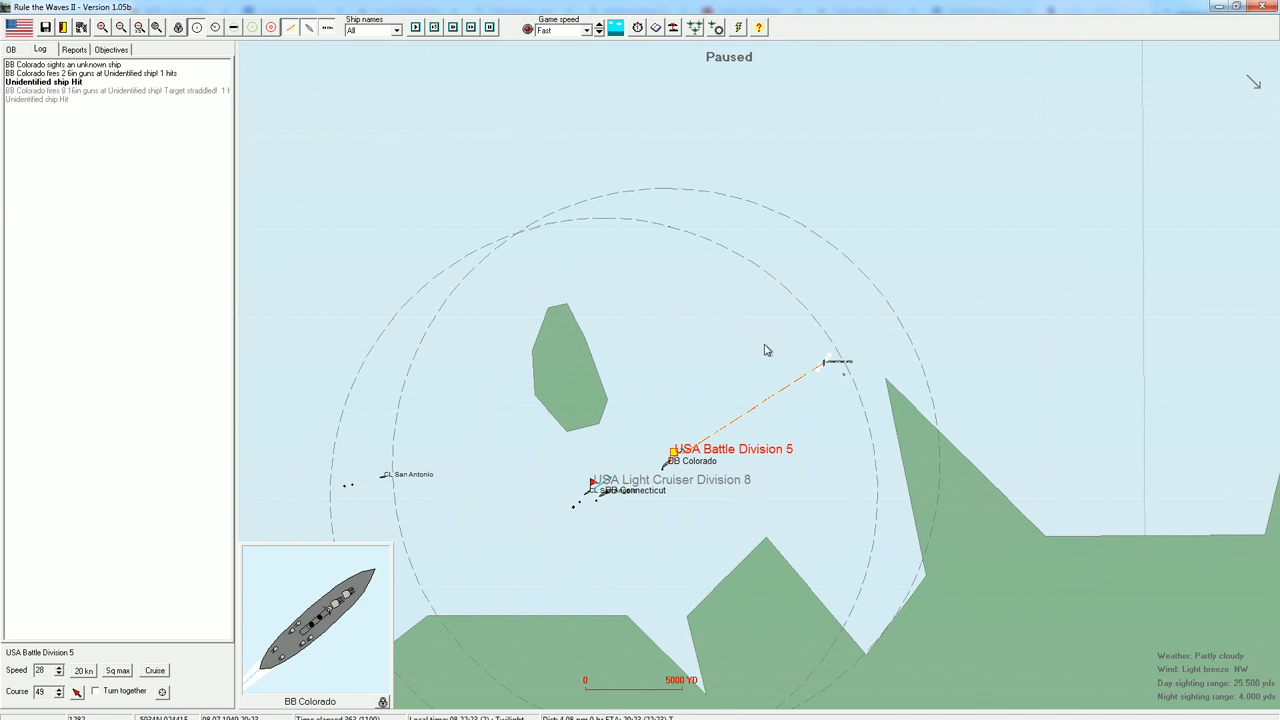 Rule the Waves II - Version 1.05b
Ship names
All
Game speed
Fast
OB
Log
Reports
Objectives
BB Colorado sights an unknown ship
BB Colorado fires 2 6in guns at Unidentified ship! 1 hits
Unidentified ship Hit
BB Colorado fires 8 16in guns at Unidentified ship! Target straddled! 1 H
Unidentified ship Hit
Paused
Unidentified ship
USA Battle Division 5
BB Colorado
CL San Antonio
USA Light Cruiser Division 8
BB Connecticut
0
5000 YD
Weather: Partly cloudy
Wind: Light breeze NW
Day sighting range: 25.500 yds
Night sighting range: 4.000 yds
BB Colorado
USA Battle Division 5
Speed
28
20 kn
Sq max
Cruise
Course
49
Turn together
1282